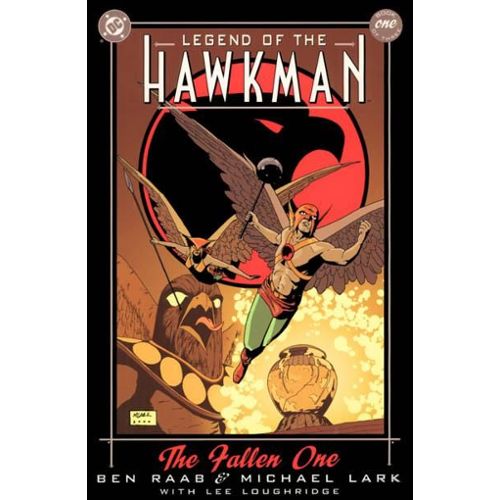 DC
LEGEND OF THE
HAWKMAN
BOOK
one
OF THREE
The Fallen One
BEN RAAB & MICHAEL LARK
WITH LEE LOUGHRIDGE